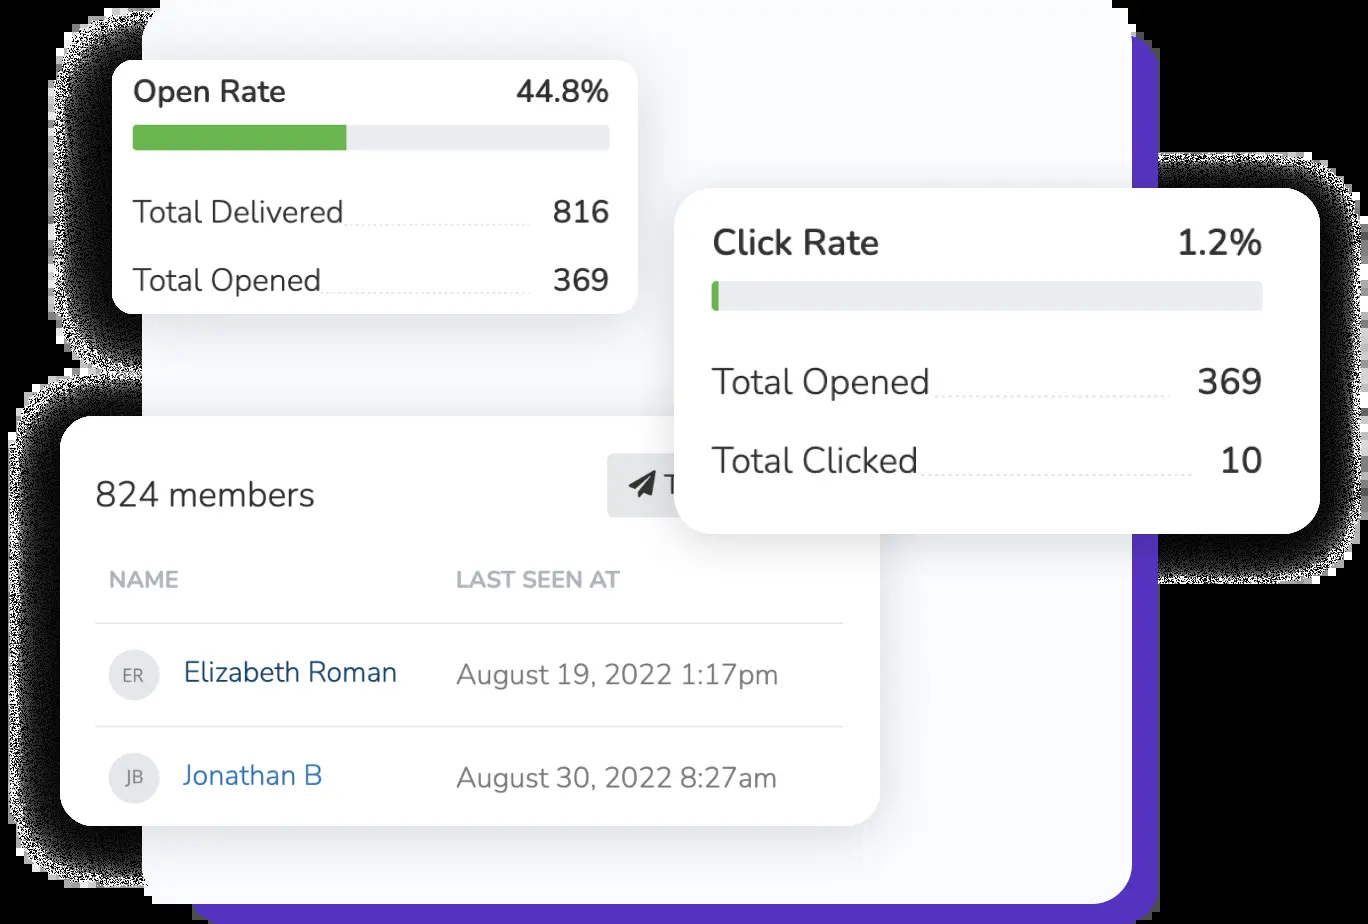 Open Rate 44.8%
Total Delivered 816
Total Opened 369
Click Rate 1.2%
Total Opened 369
Total Clicked 10
824 members
NAME LAST SEEN AT
ER Elizabeth Roman August 19, 2022 1:17pm
JB Jonathan B August 30, 2022 8:27am